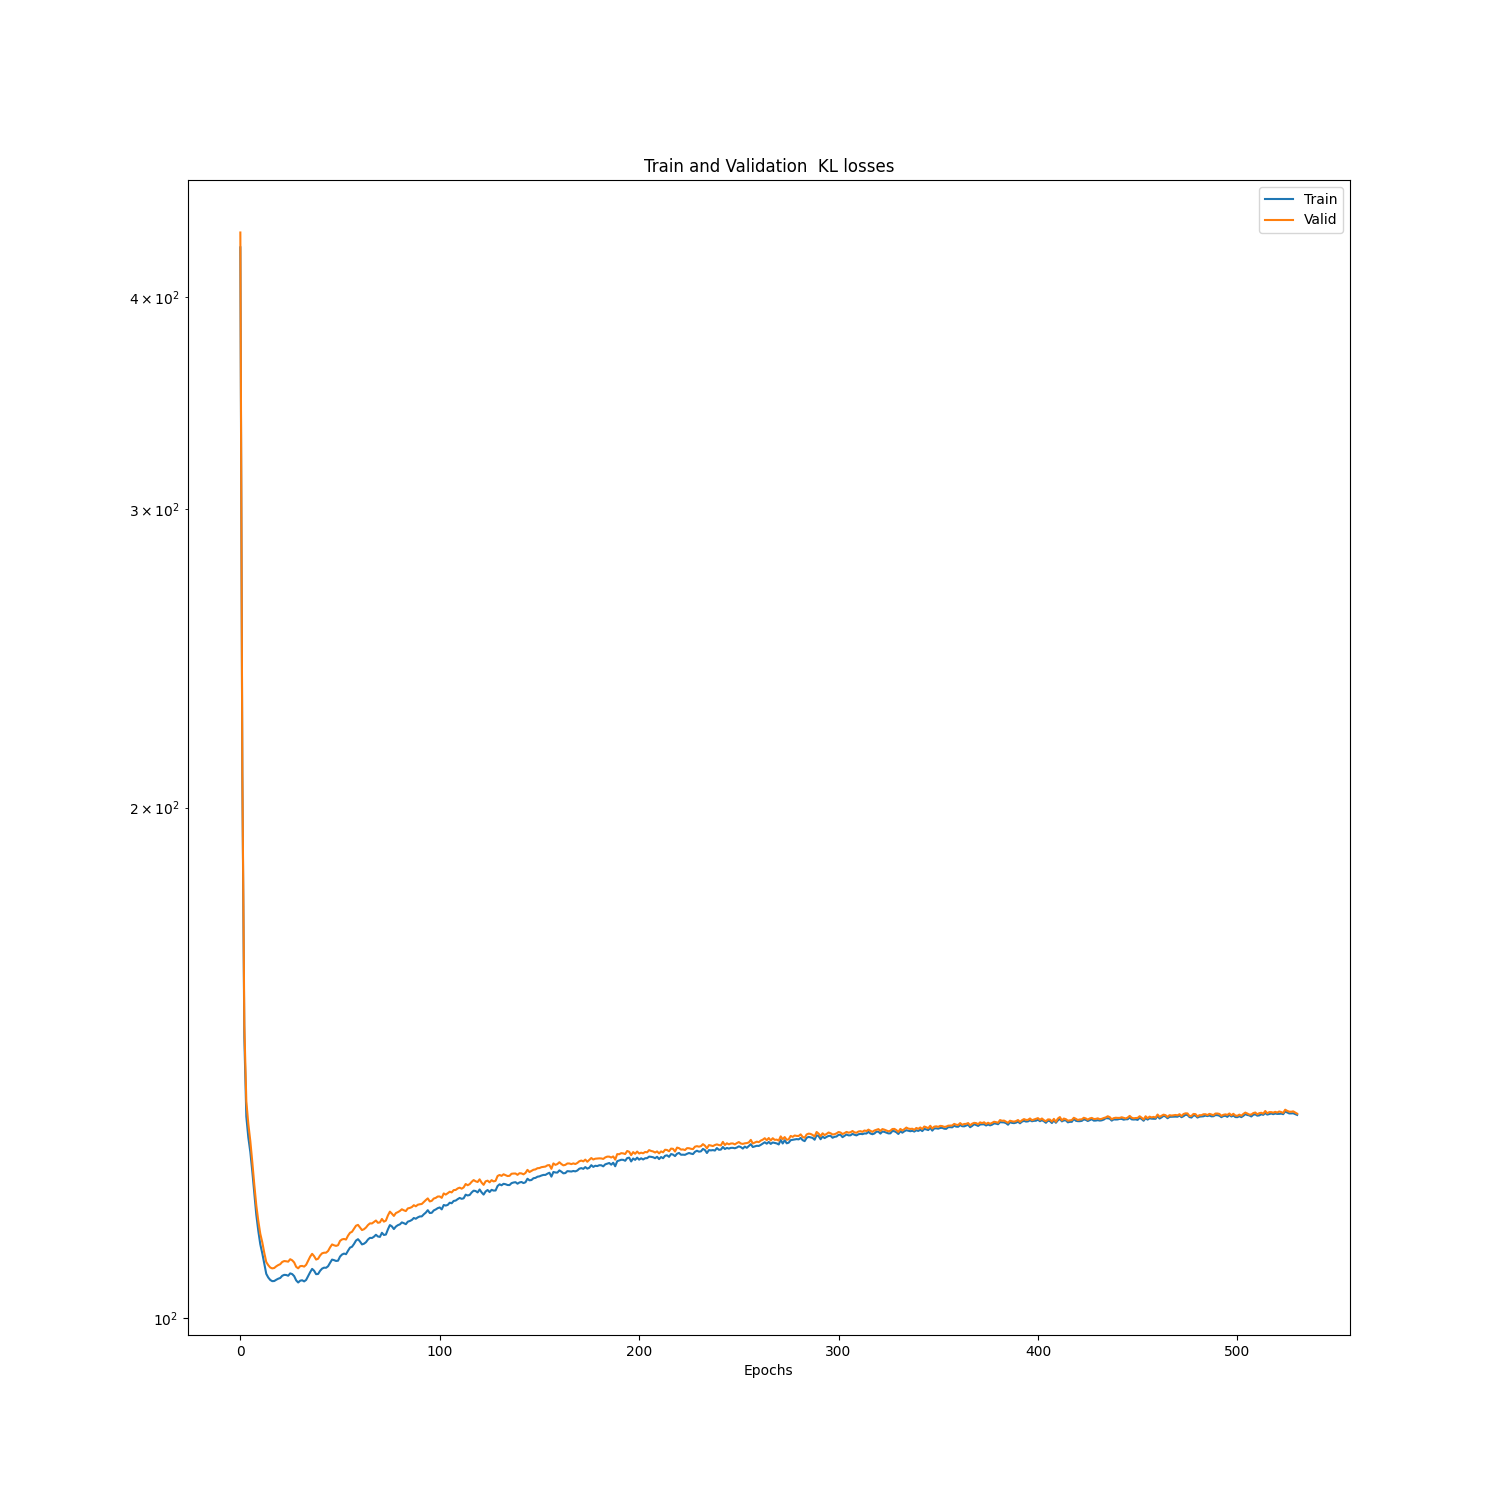 Train and Validation  KL losses
Train
Valid
4 × 10²
3 × 10²
2 × 10²
10²
0 100 200 300 400 500
Epochs